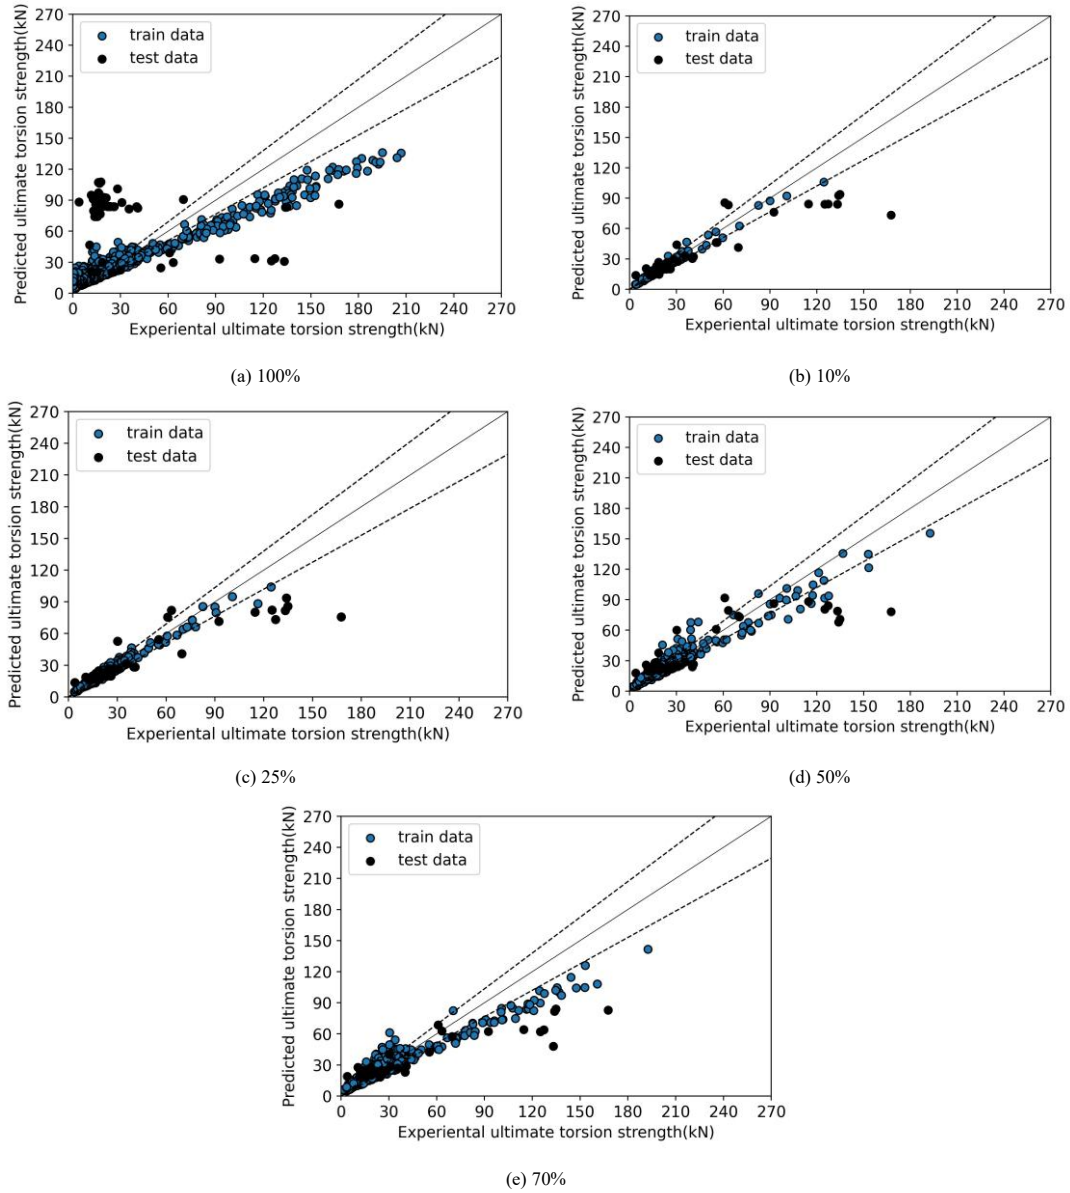 Predicted ultimate torsion strength(kN)
270
240
210
180
150
120
90
60
30
0
train data
test data
0 30 60 90 120 150 180 210 240 270
Experiental ultimate torsion strength(kN)
(a) 100%
Predicted ultimate torsion strength(kN)
270
240
210
180
150
120
90
60
30
0
train data
test data
0 30 60 90 120 150 180 210 240 270
Experiental ultimate torsion strength(kN)
(b) 10%
Predicted ultimate torsion strength(kN)
270
240
210
180
150
120
90
60
30
0
train data
test data
0 30 60 90 120 150 180 210 240 270
Experiental ultimate torsion strength(kN)
(c) 25%
Predicted ultimate torsion strength(kN)
270
240
210
180
150
120
90
60
30
0
train data
test data
0 30 60 90 120 150 180 210 240 270
Experiental ultimate torsion strength(kN)
(d) 50%
Predicted ultimate torsion strength(kN)
270
240
210
180
150
120
90
60
30
0
train data
test data
0 30 60 90 120 150 180 210 240 270
Experiental ultimate torsion strength(kN)
(e) 70%